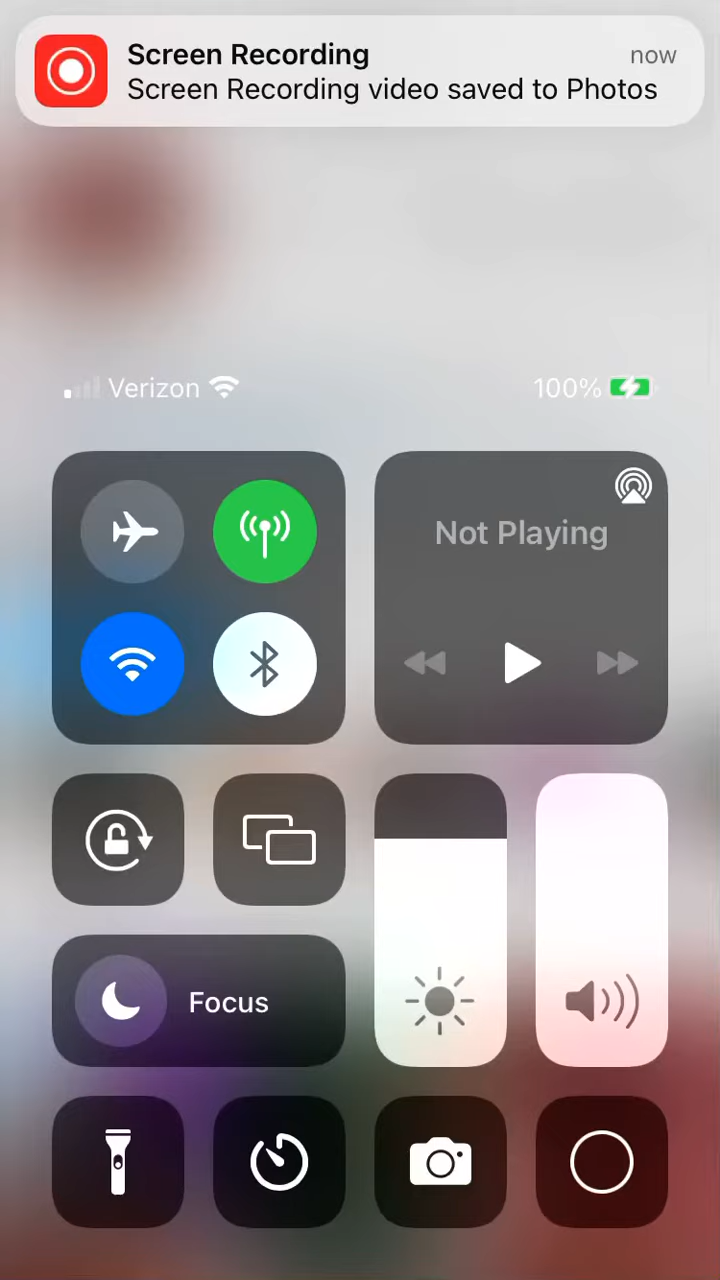 Screen Recording
now
Screen Recording video saved to Photos
Verizon
100%
Not Playing
Focus